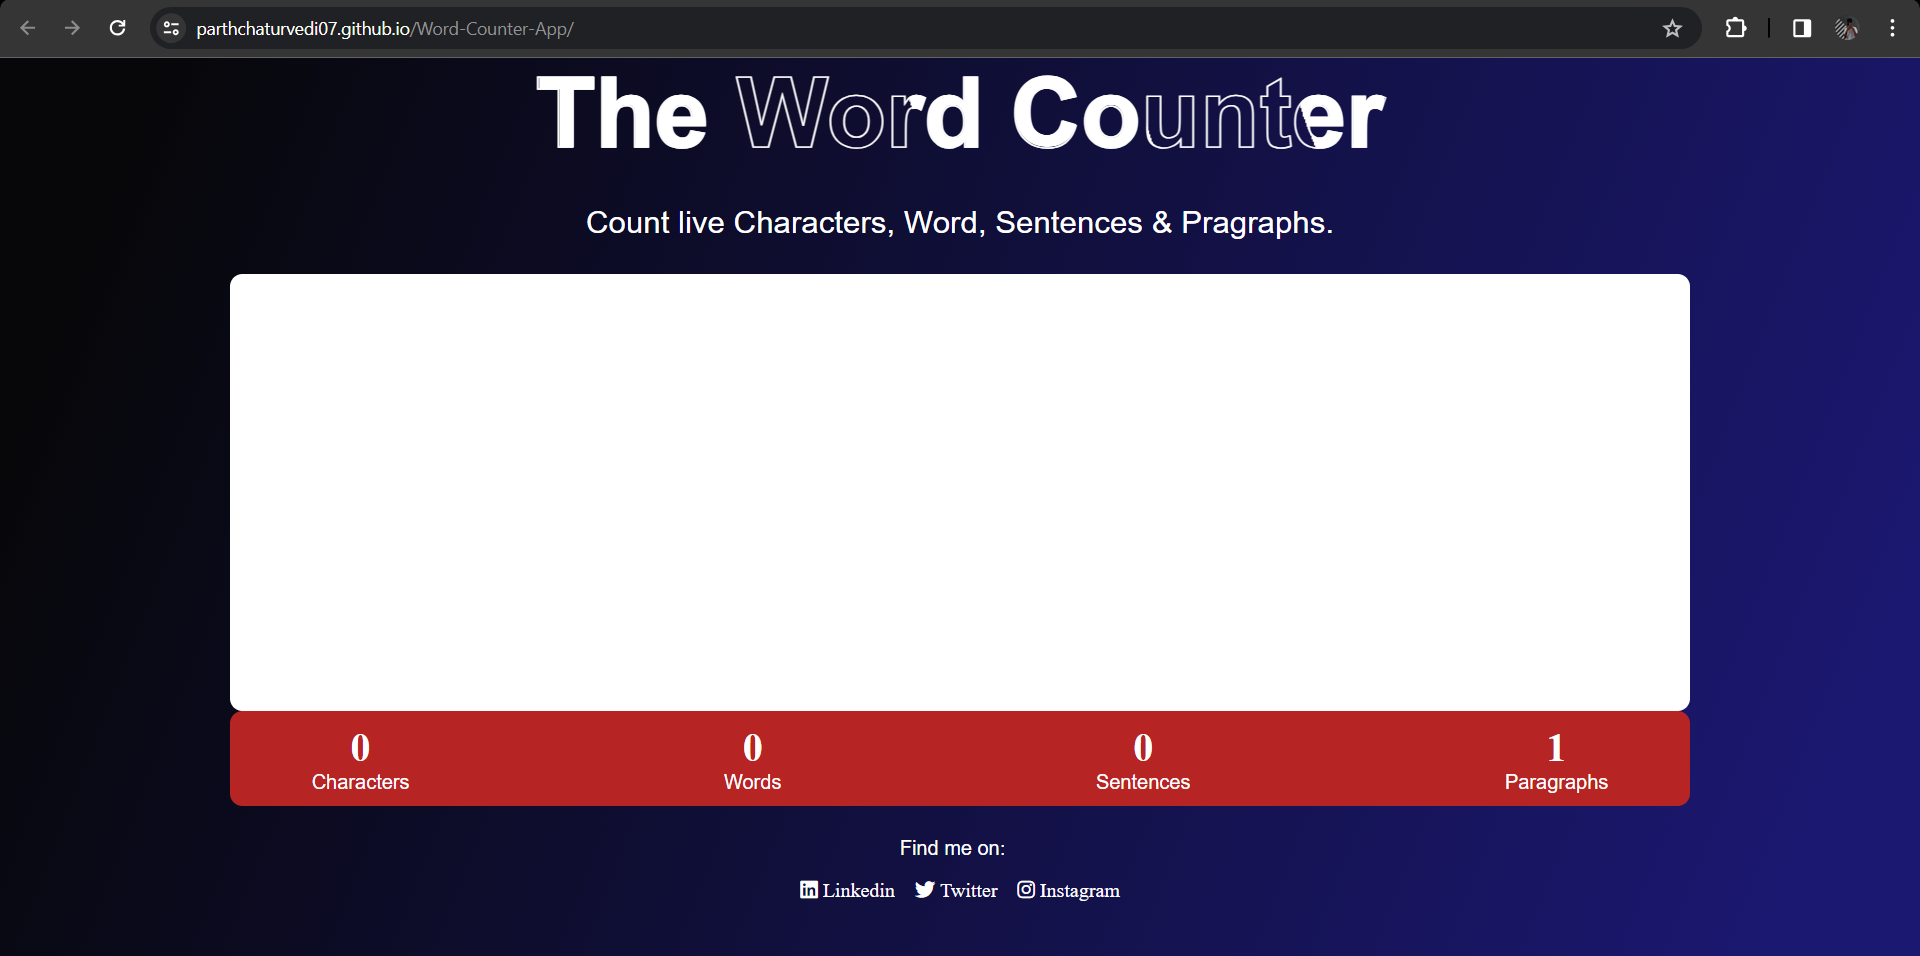 parthchaturvedi07.github.io/Word-Counter-App/
The Word Counter
Count live Characters, Word, Sentences & Pragraphs.
0 0 0 1
Characters Words Sentences Paragraphs
Find me on:
Linkedin Twitter Instagram